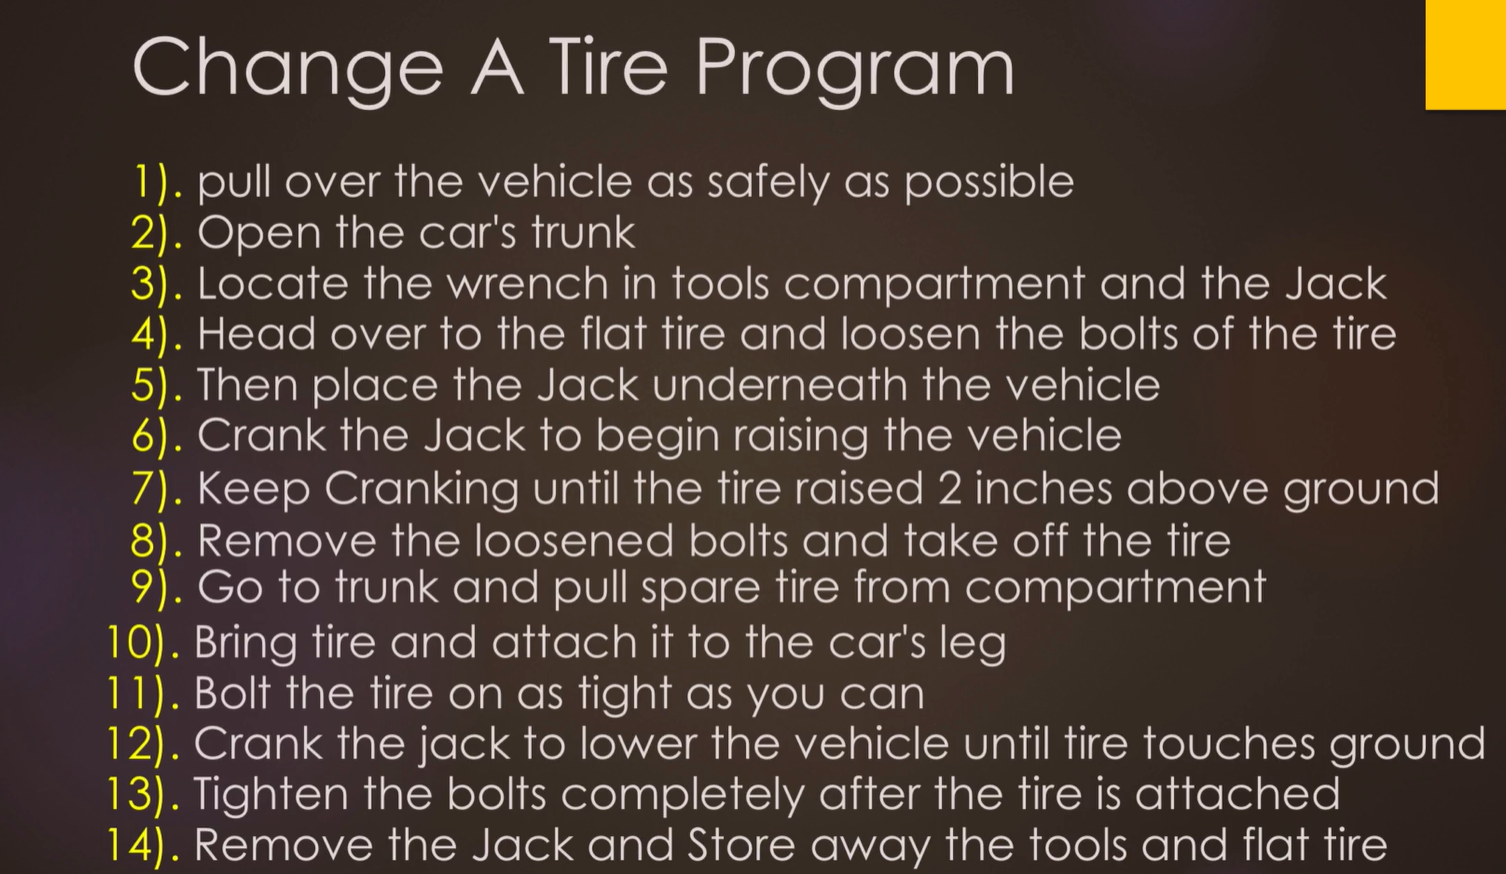 Change A Tire Program
1). pull over the vehicle as safely as possible
2). Open the car's trunk
3). Locate the wrench in tools compartment and the Jack
4). Head over to the flat tire and loosen the bolts of the tire
5). Then place the Jack underneath the vehicle
6). Crank the Jack to begin raising the vehicle
7). Keep Cranking until the tire raised 2 inches above ground
8). Remove the loosened bolts and take off the tire
9). Go to trunk and pull spare tire from compartment
10). Bring tire and attach it to the car's leg
11). Bolt the tire on as tight as you can
12). Crank the jack to lower the vehicle until tire touches ground
13). Tighten the bolts completely after the tire is attached
14). Remove the Jack and Store away the tools and flat tire